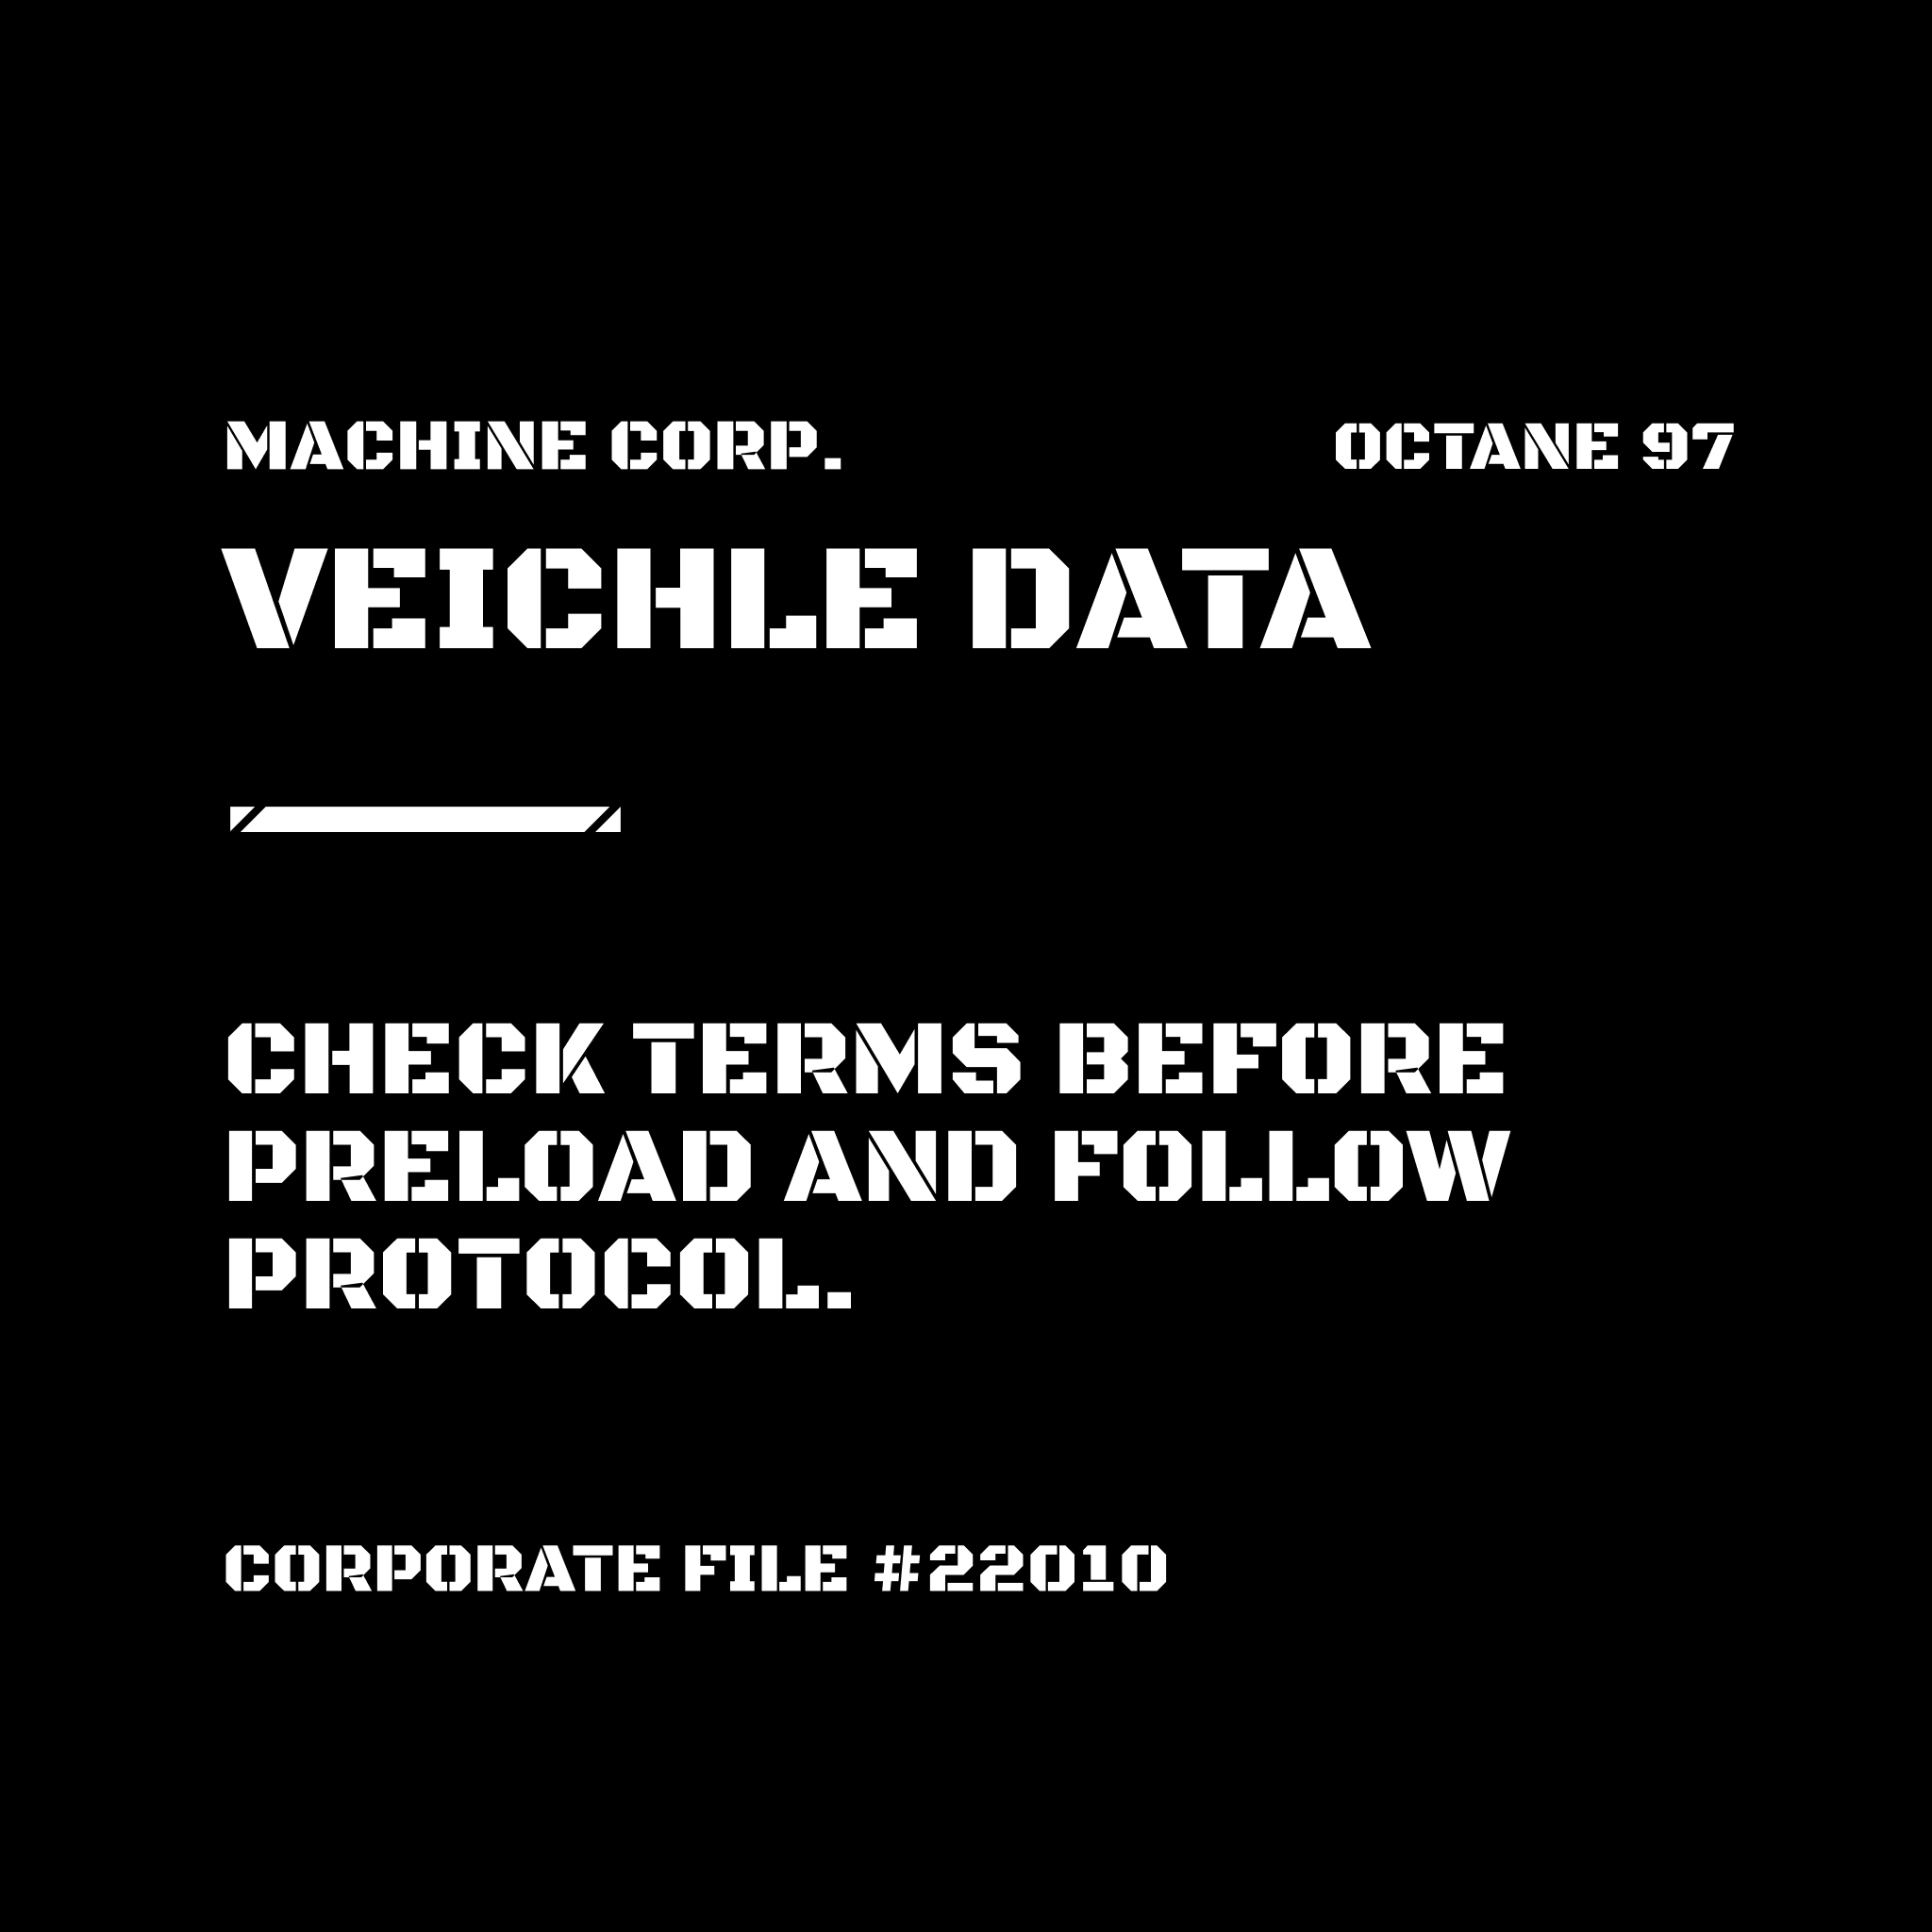 MACHINE CORP. OCTANE 97
VEICHLE DATA
CHECK TERMS BEFORE
PRELOAD AND FOLLOW
PROTOCOL.
CORPORATE FILE #22010